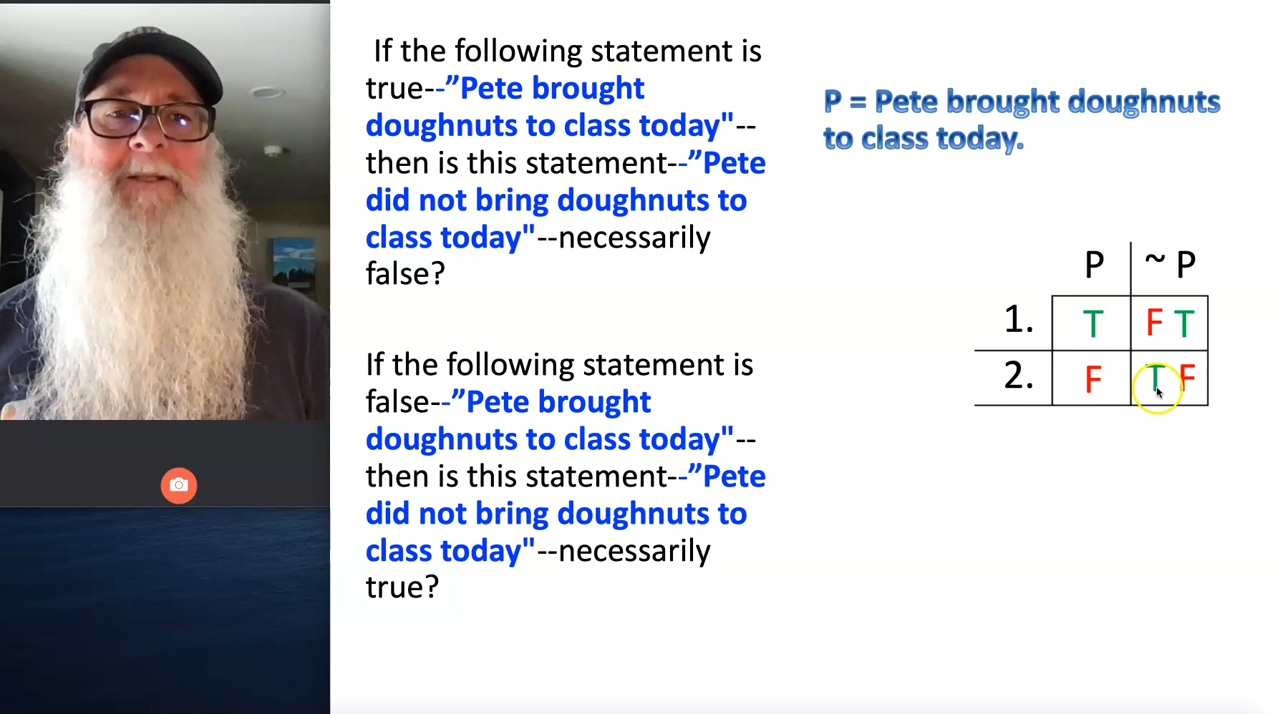 If the following statement is
true--”Pete brought
doughnuts to class today"--
then is this statement--”Pete
did not bring doughnuts to
class today"--necessarily
false?
If the following statement is
false--”Pete brought
doughnuts to class today"--
then is this statement--”Pete
did not bring doughnuts to
class today"--necessarily
true?
P = Pete brought doughnuts
to class today.
P ~ P
1. T F T
2. F T F